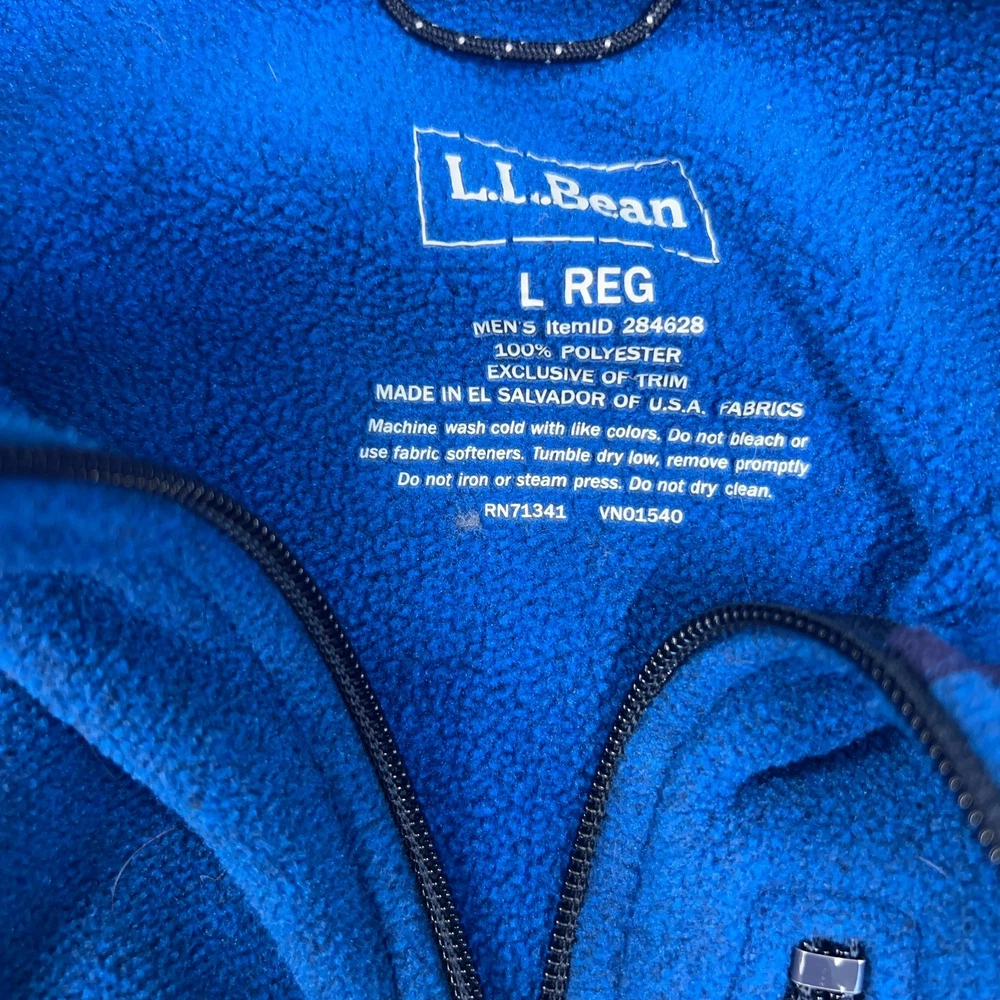 L.L.Bean
L REG
MEN'S ItemID 284628
100% POLYESTER
EXCLUSIVE OF TRIM
MADE IN EL SALVADOR OF U.S.A. FABRICS
Machine wash cold with like colors. Do not bleach or
use fabric softeners. Tumble dry low, remove promptly
Do not iron or steam press. Do not dry clean.
RN71341 VN01540